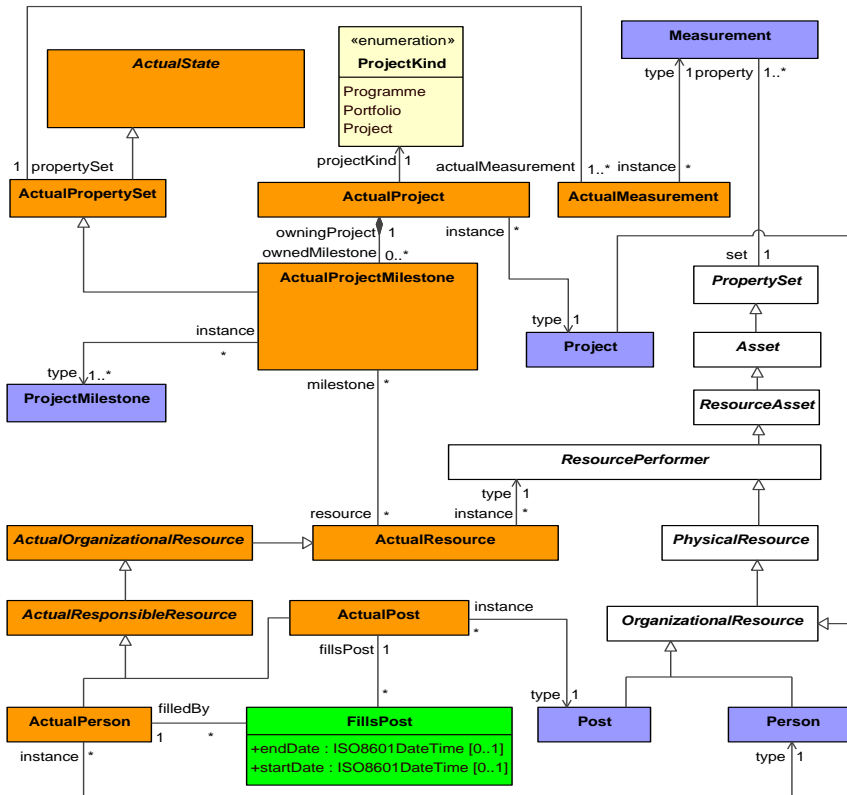 «enumeration»
Measurement
ActualState
ProjectKind
Programme
Portfolio
Project
type 1 property 1..*
projectKind 1
1 propertySet
actualMeasurement 1..* instance *
ActualPropertySet
ActualProject
ActualMeasurement
owningProject 1
instance *
ownedMilestone 0..*
set 1
ActualProjectMilestone
PropertySet
instance
*
type 1
Project
Asset
type 1..*
milestone *
ProjectMilestone
ResourceAsset
ResourcePerformer
type 1
resource *
instance *
ActualOrganizationalResource
ActualResource
PhysicalResource
ActualResponsibleResource
ActualPost
instance
*
OrganizationalResource
fillsPost 1
type 1
*
ActualPerson
filledBy
1 *
FillsPost
Post
Person
+endDate : ISO8601DateTime [0..1]
+startDate : ISO8601DateTime [0..1]
instance *
type 1